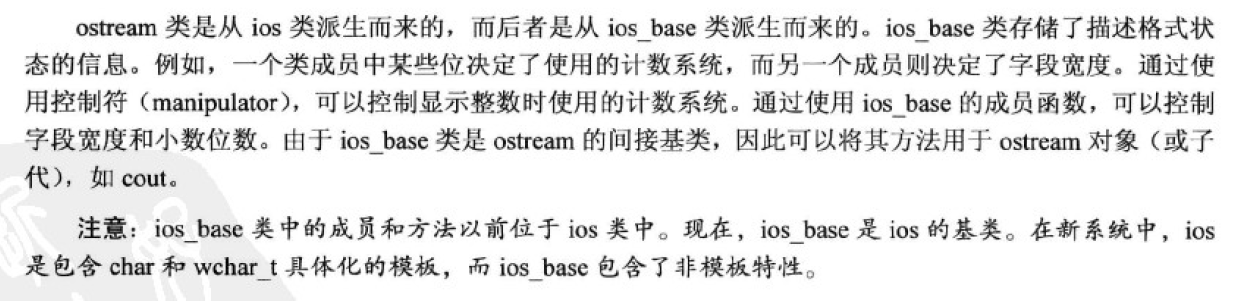 ostream 类是从 ios 类派生而来的，而后者是从 ios_base 类派生而来的。ios_base 类存储了描述格式状
态的信息。例如，一个类成员中某些位决定了使用的计数系统，而另一个成员则决定了字段宽度。通过使
用控制符（manipulator），可以控制显示整数时使用的计数系统。通过使用 ios_base 的成员函数，可以控制
字段宽度和小数位数。由于 ios_base 类是 ostream 的间接基类，因此可以将其方法用于 ostream 对象（或子
代），如 cout。
注意：ios_base 类中的成员和方法以前位于 ios 类中。现在，ios_base 是 ios 的基类。在新系统中，ios
是包含 char 和 wchar_t 具体化的模板，而 ios_base 包含了非模板特性。